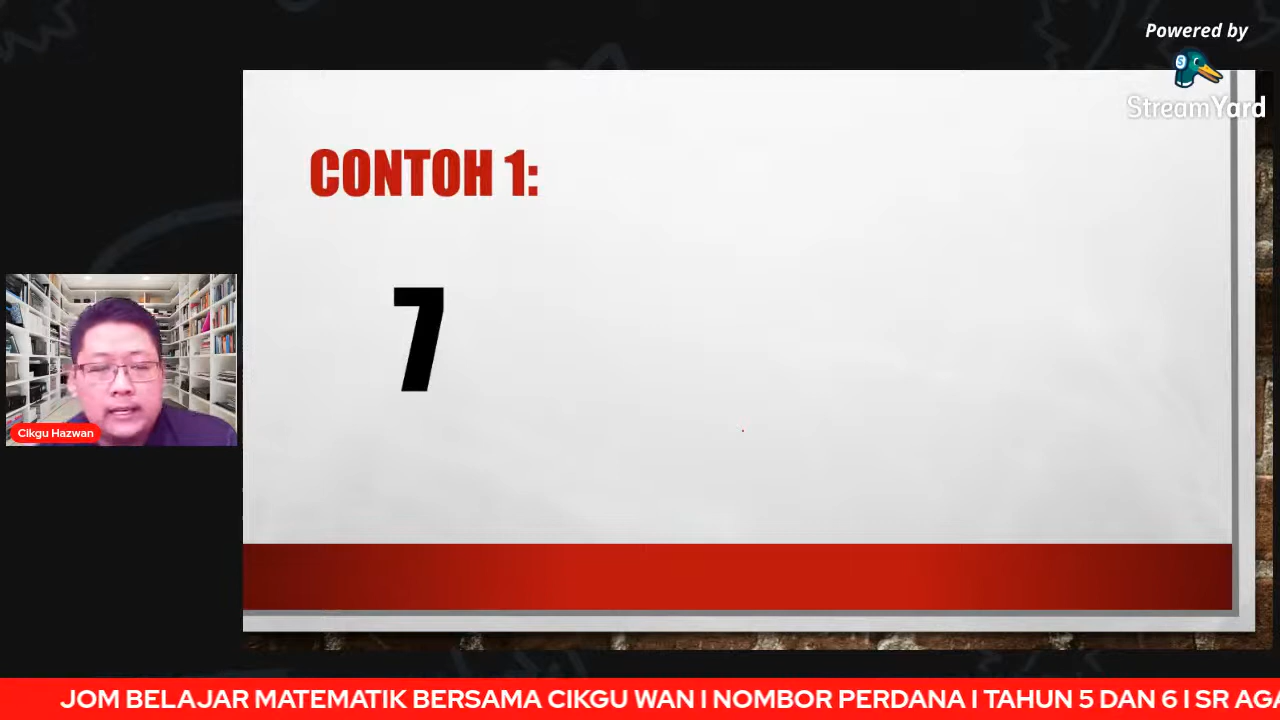 Powered by
StreamYard
CONTOH 1:
7
Cikgu Hazwan
JOM BELAJAR MATEMATIK BERSAMA CIKGU WAN I NOMBOR PERDANA I TAHUN 5 DAN 6 I SR AGA